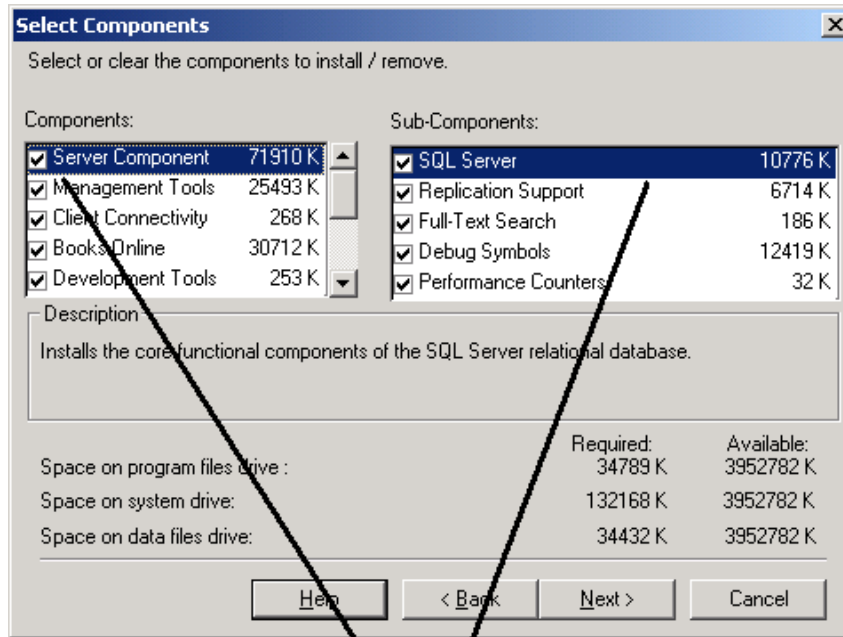 Select Components
Select or clear the components to install / remove.
Components:
Server Component 71910 K
Management Tools 25493 K
Client Connectivity 268 K
Books Online 30712 K
Development Tools 253 K
Sub-Components:
SQL Server 10776 K
Replication Support 6714 K
Full-Text Search 186 K
Debug Symbols 12419 K
Performance Counters 32 K
Description
Installs the core functional components of the SQL Server relational database.
Required: Available:
Space on program files drive : 34789 K 3952782 K
Space on system drive: 132168 K 3952782 K
Space on data files drive: 34432 K 3952782 K
Help < Back Next > Cancel